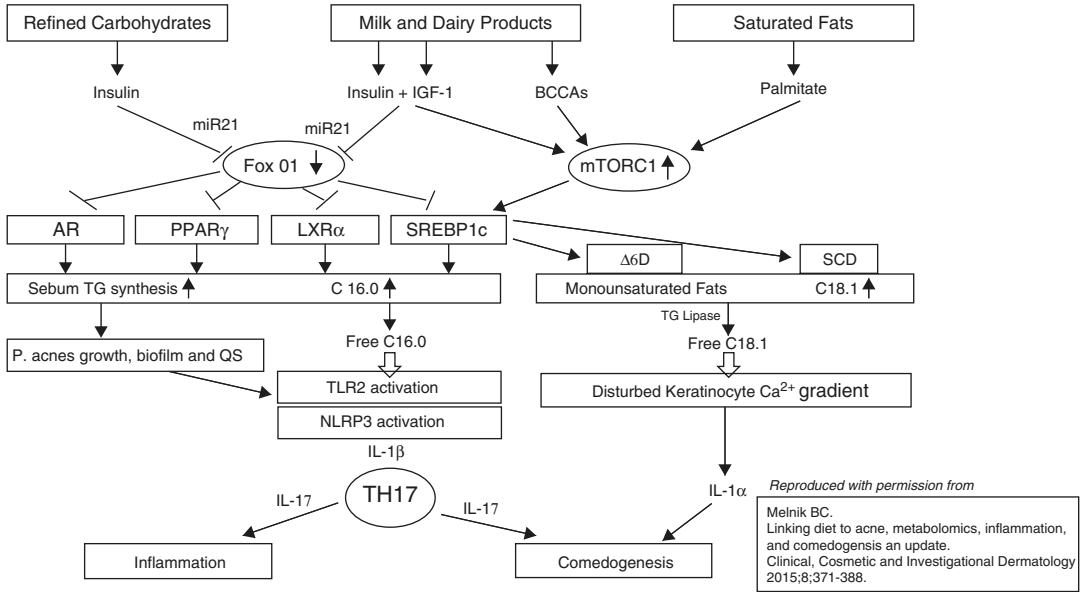 Refined Carbohydrates
Milk and Dairy Products
Saturated Fats
Insulin
Insulin + IGF-1
BCCAs
Palmitate
miR21
miR21
Fox 01
mTORC1
AR
PPARγ
LXRα
SREBP1c
Δ6D
SCD
Sebum TG synthesis
C 16.0
Monounsaturated Fats
C18.1
TG Lipase
Free C16.0
Free C18.1
P. acnes growth, biofilm and QS
TLR2 activation
Disturbed Keratinocyte Ca²⁺ gradient
NLRP3 activation
IL-1β
TH17
IL-17
IL-17
IL-1α
Inflammation
Comedogenesis
Reproduced with permission from
Melnik BC.
Linking diet to acne, metabolomics, inflammation,
and comedogensis an update.
Clinical, Cosmetic and Investigational Dermatology
2015;8;371-388.